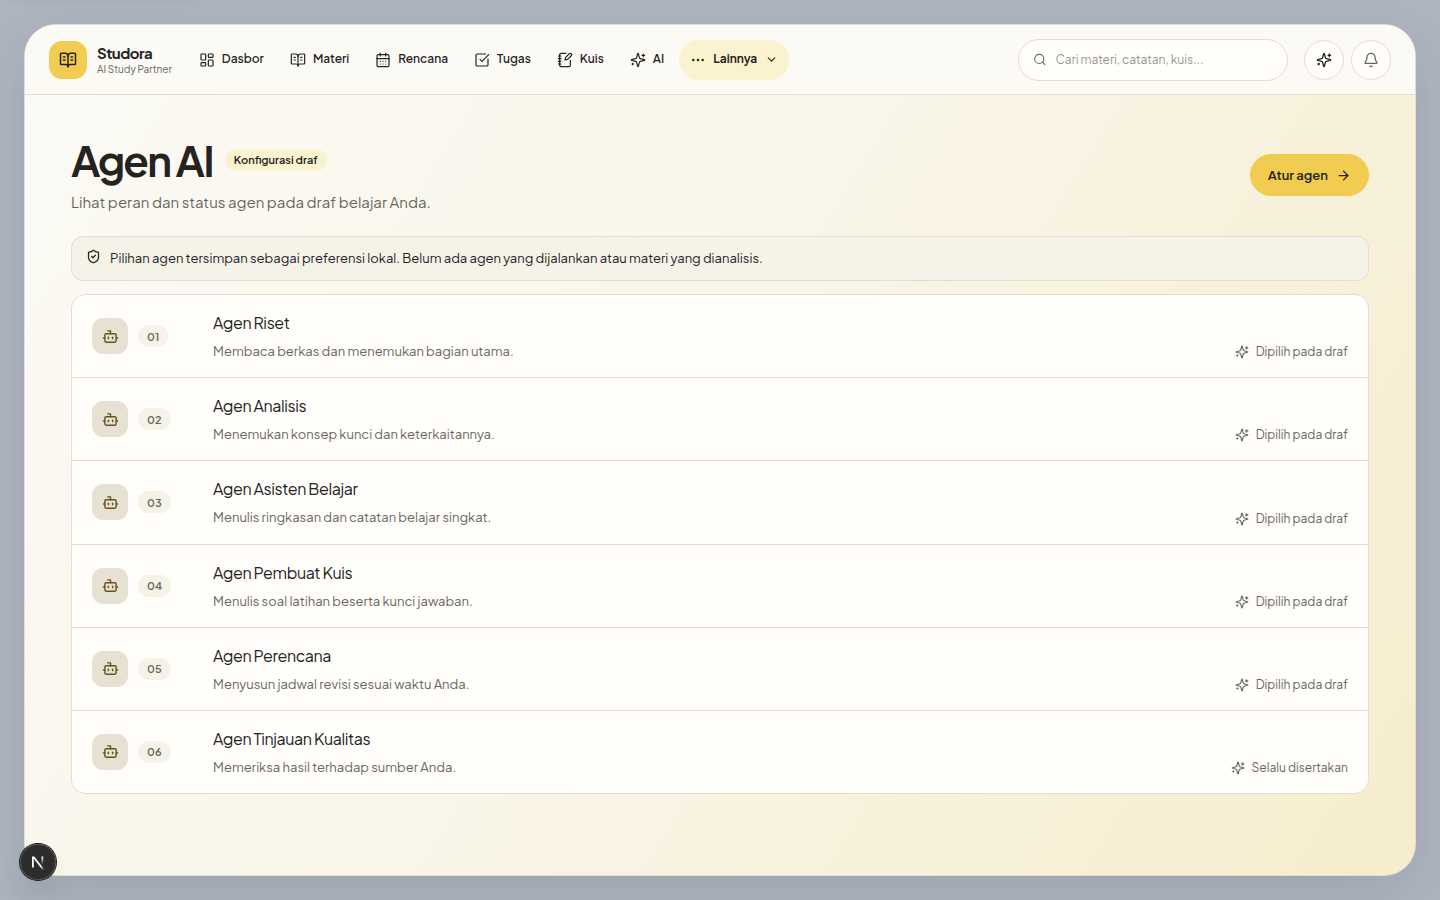 Studora
AI Study Partner
Dasbor
Materi
Rencana
Tugas
Kuis
AI
Lainnya
Cari materi, catatan, kuis...
Agen AI
Konfigurasi draf
Lihat peran dan status agen pada draf belajar Anda.
Atur agen
Pilihan agen tersimpan sebagai preferensi lokal. Belum ada agen yang dijalankan atau materi yang dianalisis.
01
Agen Riset
Membaca berkas dan menemukan bagian utama.
Dipilih pada draf
02
Agen Analisis
Menemukan konsep kunci dan keterkaitannya.
Dipilih pada draf
03
Agen Asisten Belajar
Menulis ringkasan dan catatan belajar singkat.
Dipilih pada draf
04
Agen Pembuat Kuis
Menulis soal latihan beserta kunci jawaban.
Dipilih pada draf
05
Agen Perencana
Menyusun jadwal revisi sesuai waktu Anda.
Dipilih pada draf
06
Agen Tinjauan Kualitas
Memeriksa hasil terhadap sumber Anda.
Selalu disertakan
N